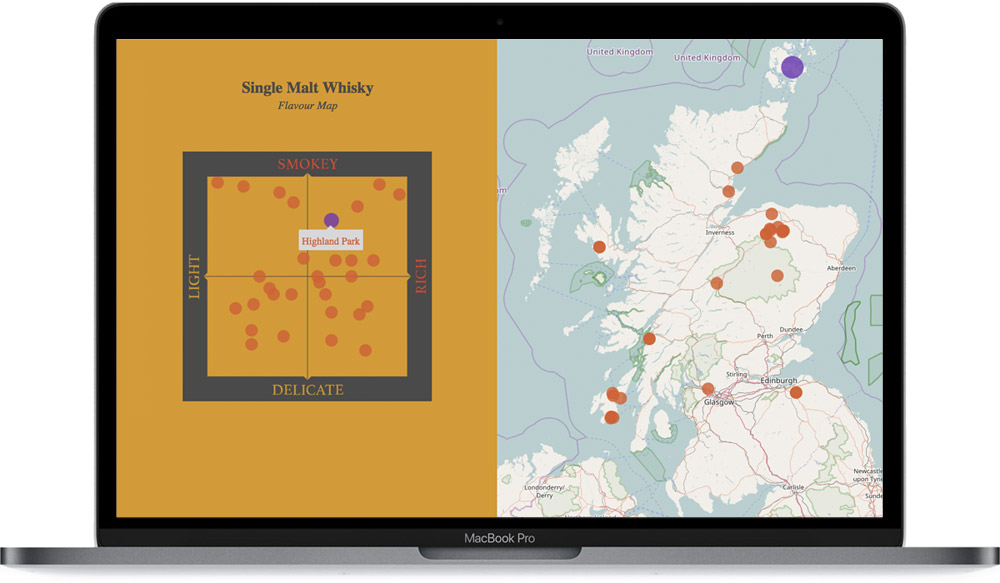 Single Malt Whisky
Flavour Map
SMOKEY
Highland Park
LIGHT
RICH
DELICATE
United Kingdom
United Kingdom
Inverness
Aberdeen
Dundee
Perth
Stirling
Edinburgh
Glasgow
Newcastle
upon Tyne
Carlisle
Londonderry/
Derry
MacBook Pro